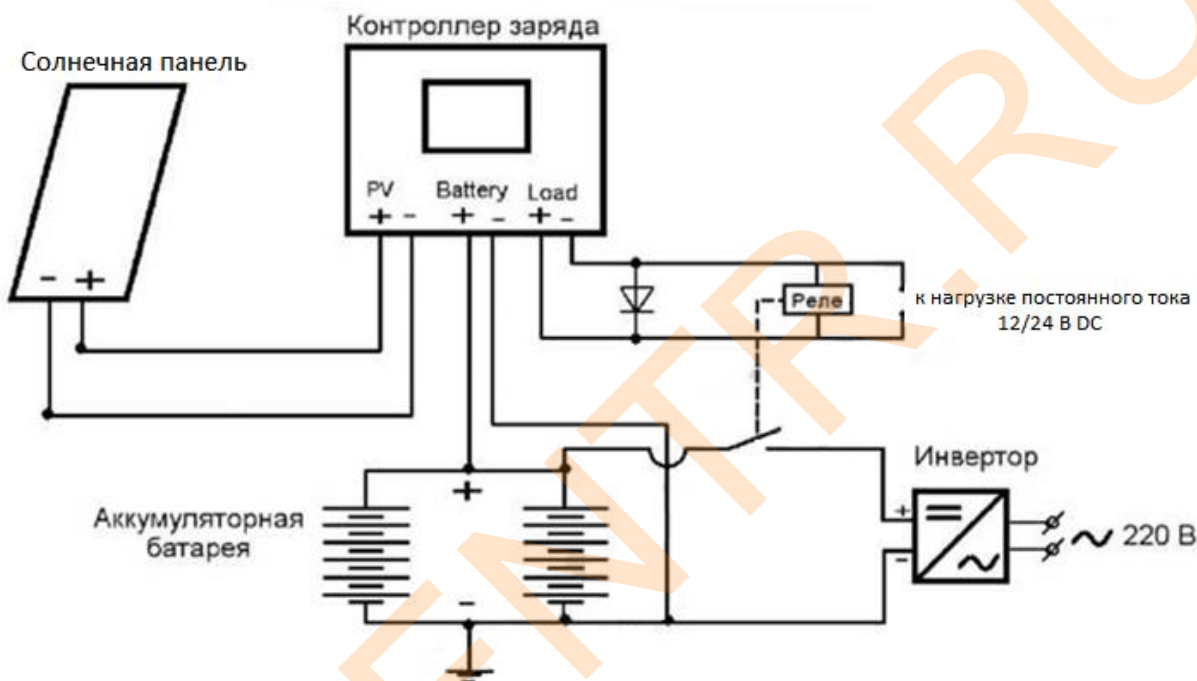 Контроллер заряда
Солнечная панель
PV Battery Load
+ - + - + -
- +
Реле
к нагрузке постоянного тока
12/24 В DC
+
Инвертор
Аккумуляторная
батарея
+
-
~ 220 В
-
ENTR.RU